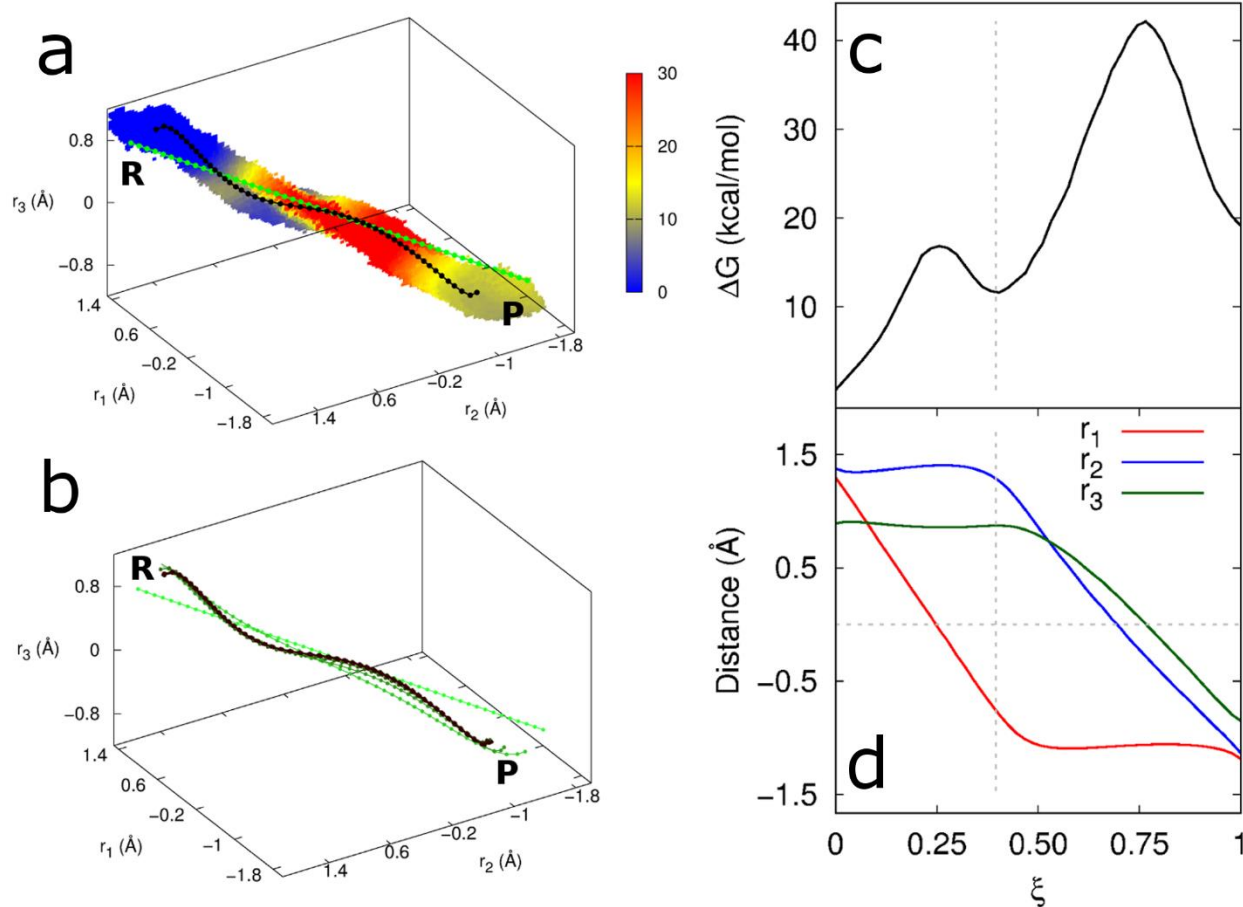 a
R
P
r3 (Å)
0.8
0
−0.8
1.4
0.6
−0.2
−1
−1.8
r1 (Å)
1.4
0.6
−0.2
−1
−1.8
r2 (Å)
30
20
10
0
b
R
P
r3 (Å)
0.8
0
−0.8
1.4
0.6
−0.2
−1
−1.8
r1 (Å)
1.4
0.6
−0.2
−1
−1.8
r2 (Å)
c
ΔG (kcal/mol)
40
30
20
10
d
Distance (Å)
1.5
0.5
−0.5
−1.5
r1
r2
r3
0 0.25 0.50 0.75 1
ξ